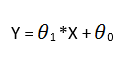 Y = θ₁ *X + θ₀